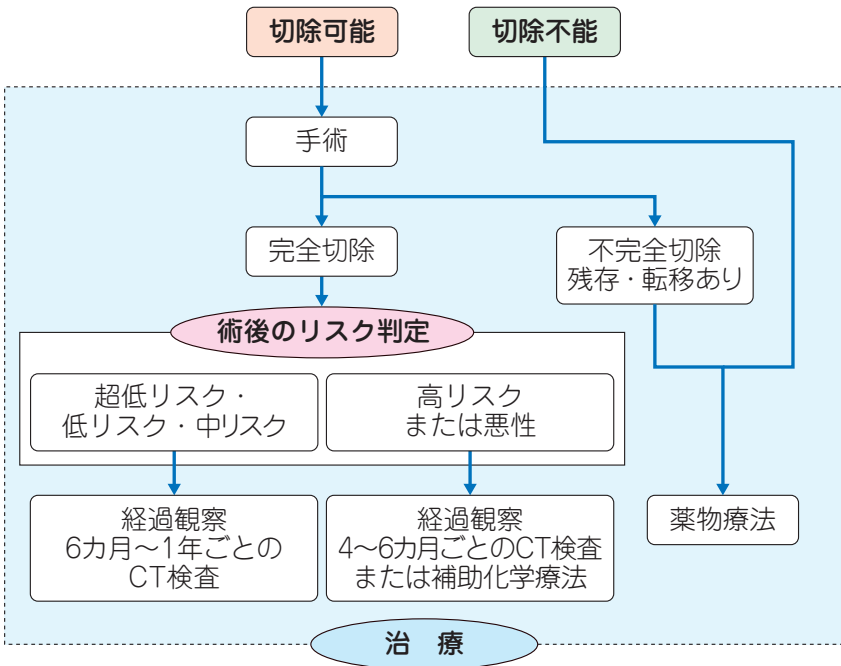 切除可能
切除不能
手術
完全切除
不完全切除
残存・転移あり
術後のリスク判定
超低リスク・
低リスク・中リスク
高リスク
または悪性
経過観察
6カ月～1年ごとの
CT検査
経過観察
4～6カ月ごとのCT検査
または補助化学療法
薬物療法
治　療